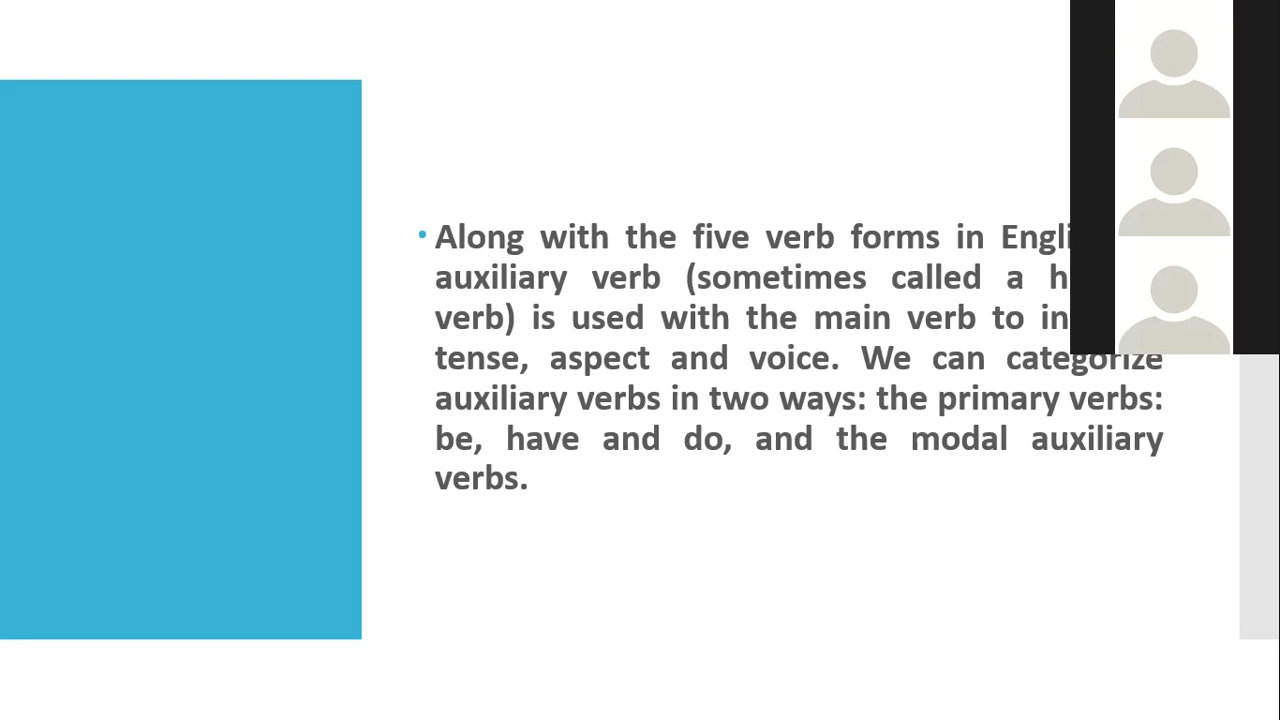 Along with the five verb forms in
auxiliary verb (sometimes called a
verb) is used with the main verb to
tense, aspect and voice. We can categorize
auxiliary verbs in two ways: the primary verbs:
be, have and do, and the modal auxiliary
verbs.